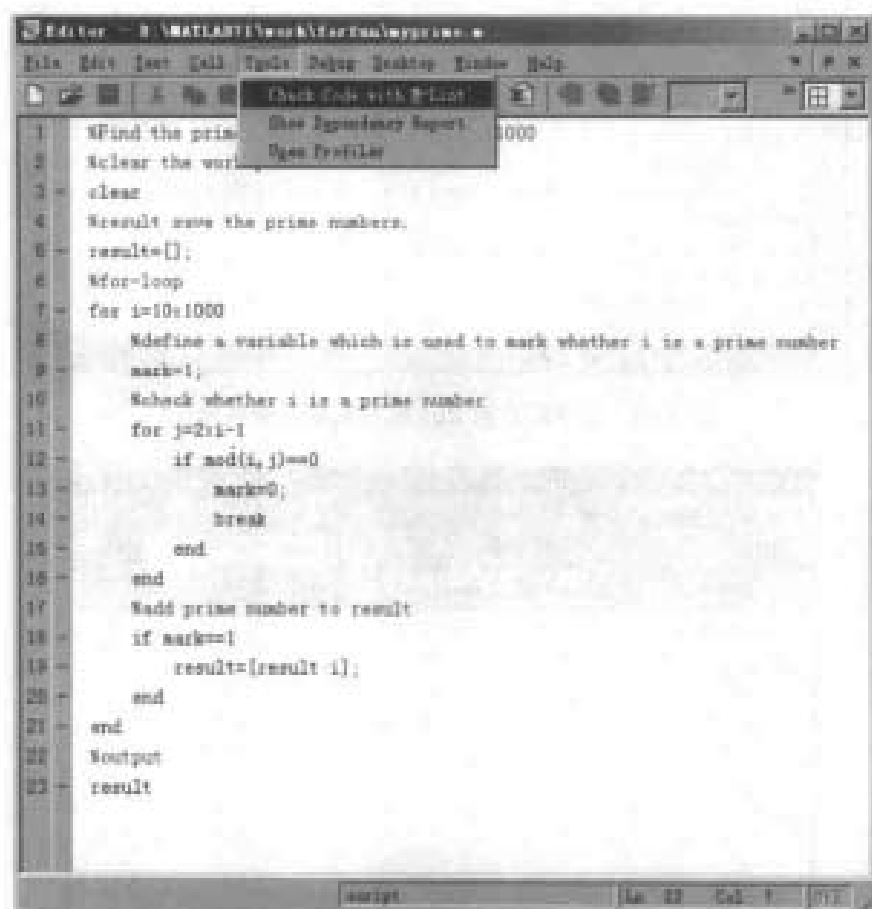 Editor - D:\MATLAB71\work\forfun\myprime.m
File Edit Text Cell Tools Debug Desktop Window Help
Check Code with M-Lint
Show Dependency Report
Open Profiler
1 %Find the prime 1000
2 %clear the work
3 - clear
4 %result save the prime numbers.
5 - result=[];
6 %for-loop
7 - for i=10:1000
8 %define a variable which is used to mark whether i is a prime number
9 - mark=1;
10 %check whether i is a prime number
11 - for j=2:i-1
12 - if mod(i,j)==0
13 - mark=0;
14 - break
15 - end
16 - end
17 %add prime number to result
18 - if mark==1
19 - result=[result i];
20 - end
21 - end
22 %output
23 - result
script Ln 23 Col 7 OVR